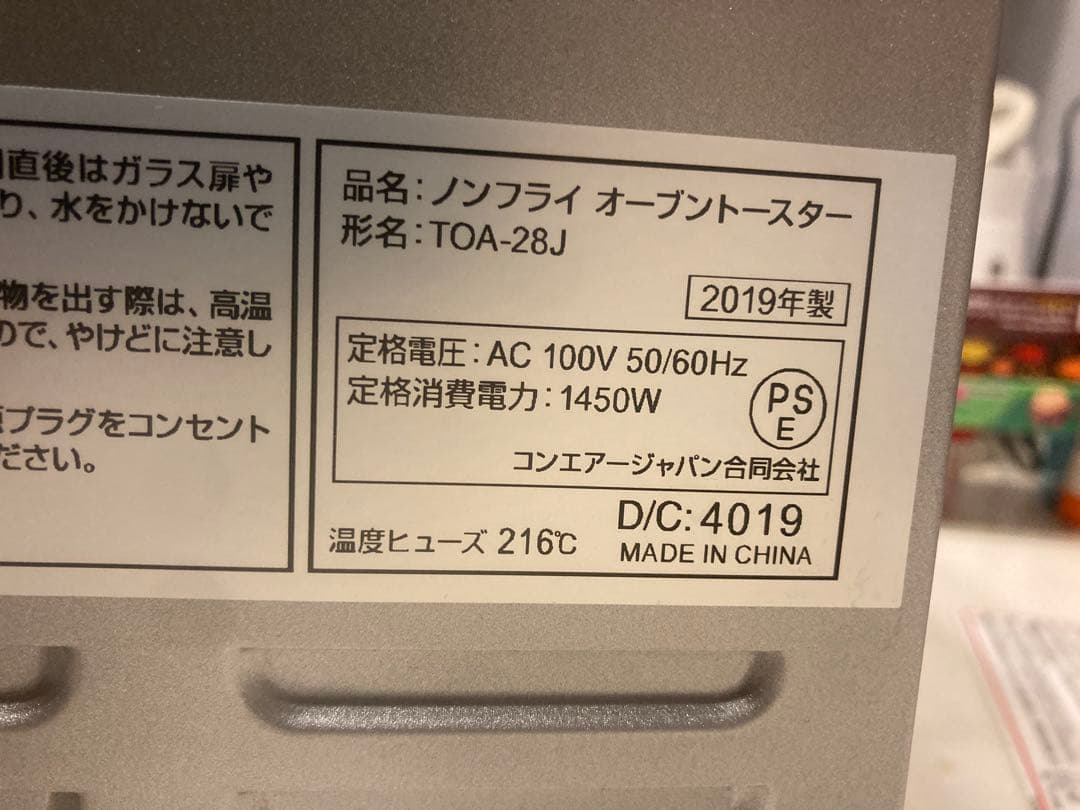 直後はガラス扉や
り、水をかけないで
物を出す際は、高温
ので、やけどに注意し
プラグをコンセント
ださい。
品名：ノンフライ オーブントースター
形名：TOA-28J
2019年製
定格電圧：AC 100V 50/60Hz
定格消費電力：1450W
PS
E
コンエアージャパン合同会社
温度ヒューズ 216℃
D/C: 4019
MADE IN CHINA